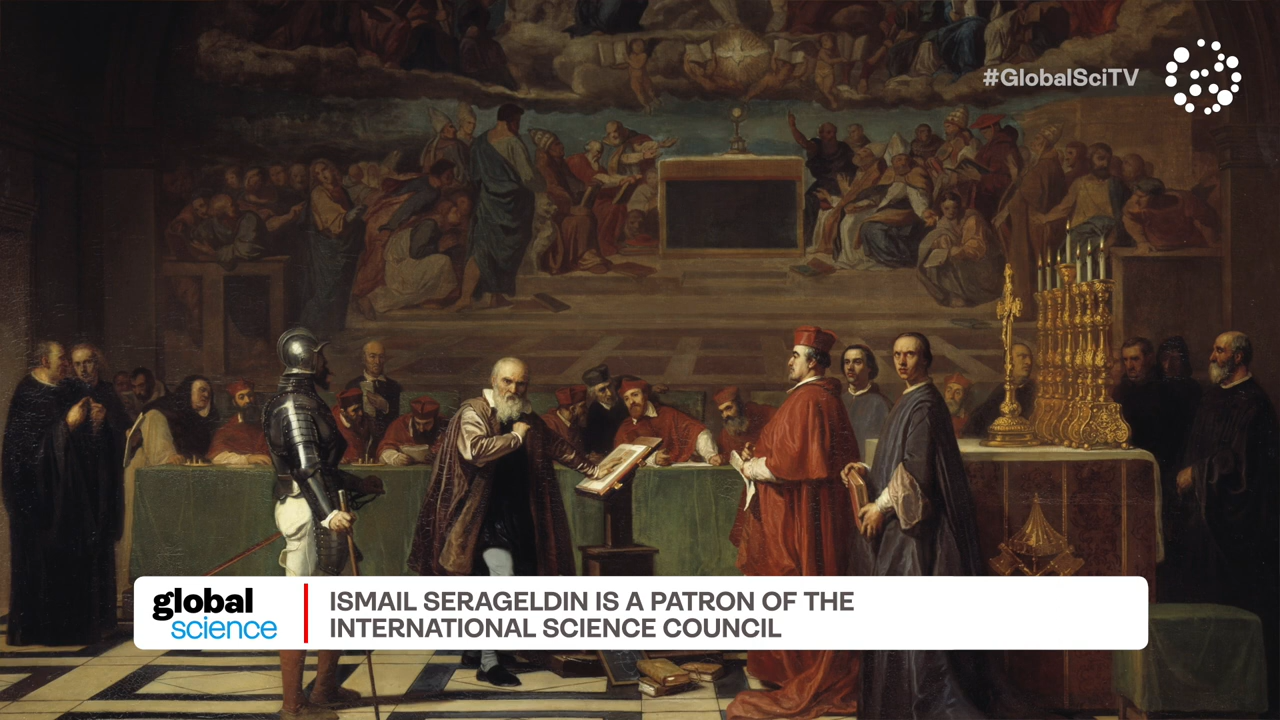 #GlobalSciTV
global
science
ISMAIL SERAGELDIN IS A PATRON OF THE
INTERNATIONAL SCIENCE COUNCIL